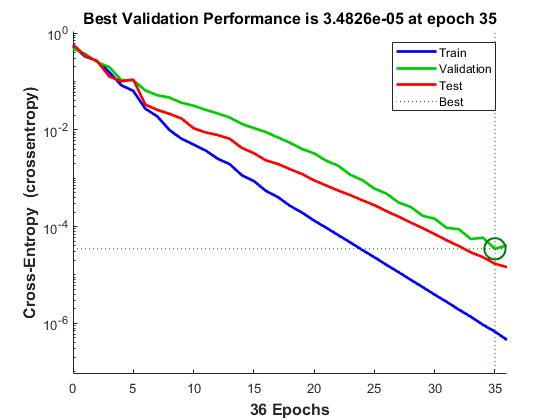 Best Validation Performance is 3.4826e-05 at epoch 35
Cross-Entropy (crossentropy)
10^0
10^-2
10^-4
10^-6
Train
Validation
Test
Best
0 5 10 15 20 25 30 35
36 Epochs